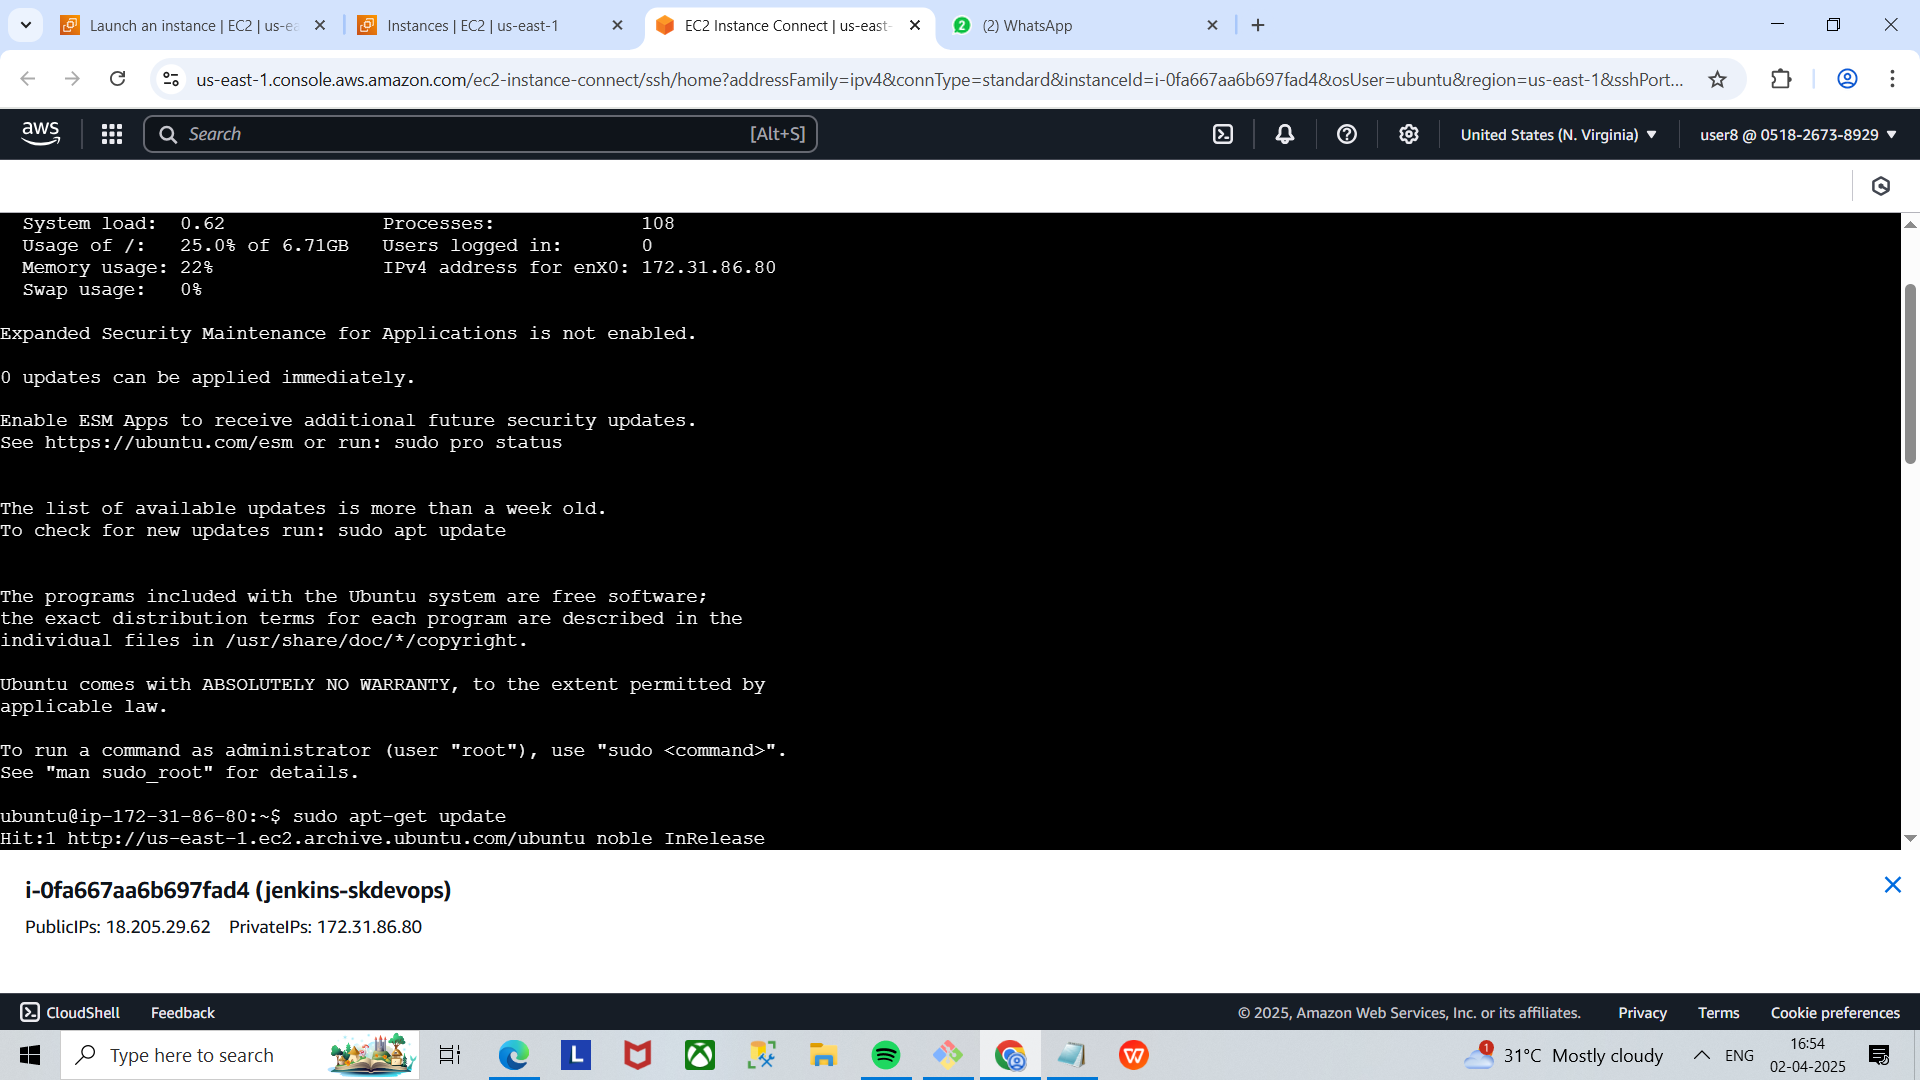 Launch an instance | EC2 | us-ea
Instances | EC2 | us-east-1
EC2 Instance Connect | us-east-
2
(2) WhatsApp
us-east-1.console.aws.amazon.com/ec2-instance-connect/ssh/home?addressFamily=ipv4&connType=standard&instanceId=i-0fa667aa6b697fad4&osUser=ubuntu&region=us-east-1&sshPort...
aws
Search
[Alt+S]
United States (N. Virginia)
user8 @ 0518-2673-8929
System load: 0.62 Processes: 108
Usage of /: 25.0% of 6.71GB Users logged in: 0
Memory usage: 22% IPv4 address for enX0: 172.31.86.80
Swap usage: 0%
Expanded Security Maintenance for Applications is not enabled.
0 updates can be applied immediately.
Enable ESM Apps to receive additional future security updates.
See https://ubuntu.com/esm or run: sudo pro status
The list of available updates is more than a week old.
To check for new updates run: sudo apt update
The programs included with the Ubuntu system are free software;
the exact distribution terms for each program are described in the
individual files in /usr/share/doc/*/copyright.
Ubuntu comes with ABSOLUTELY NO WARRANTY, to the extent permitted by
applicable law.
To run a command as administrator (user "root"), use "sudo <command>".
See "man sudo_root" for details.
ubuntu@ip-172-31-86-80:~$ sudo apt-get update
Hit:1 http://us-east-1.ec2.archive.ubuntu.com/ubuntu noble InRelease
i-0fa667aa6b697fad4 (jenkins-skdevops)
PublicIPs: 18.205.29.62 PrivateIPs: 172.31.86.80
CloudShell
Feedback
© 2025, Amazon Web Services, Inc. or its affiliates.
Privacy
Terms
Cookie preferences
Type here to search
L
W
1
31°C Mostly cloudy
ENG
16:54
02-04-2025